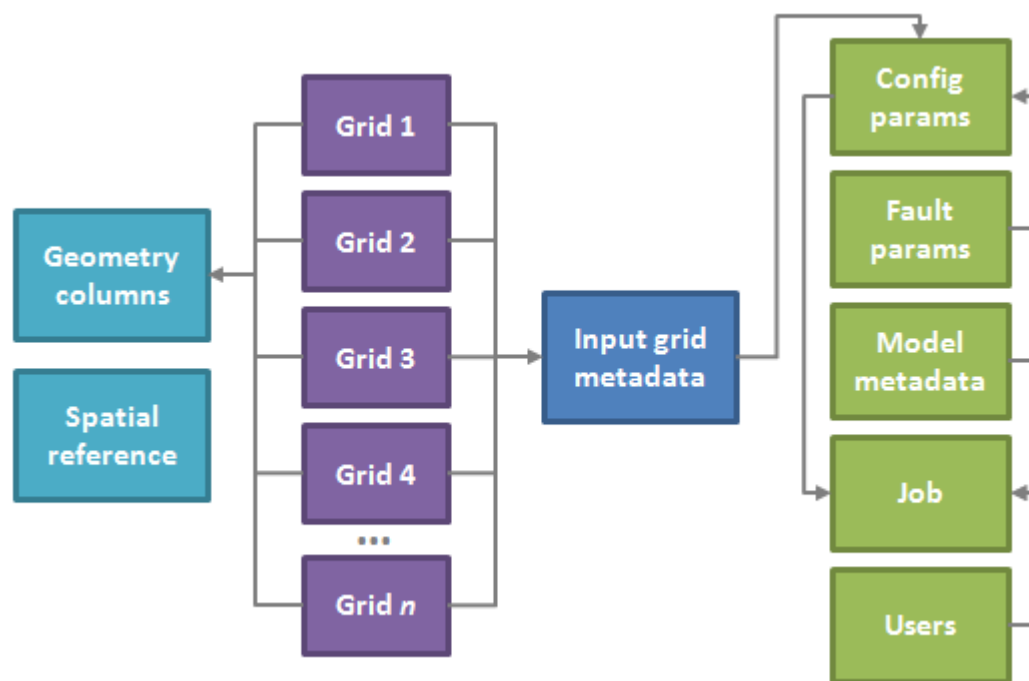 Geometry
columns
Spatial
reference
Grid 1
Grid 2
Grid 3
Grid 4
...
Grid n
Input grid
metadata
Config
params
Fault
params
Model
metadata
Job
Users